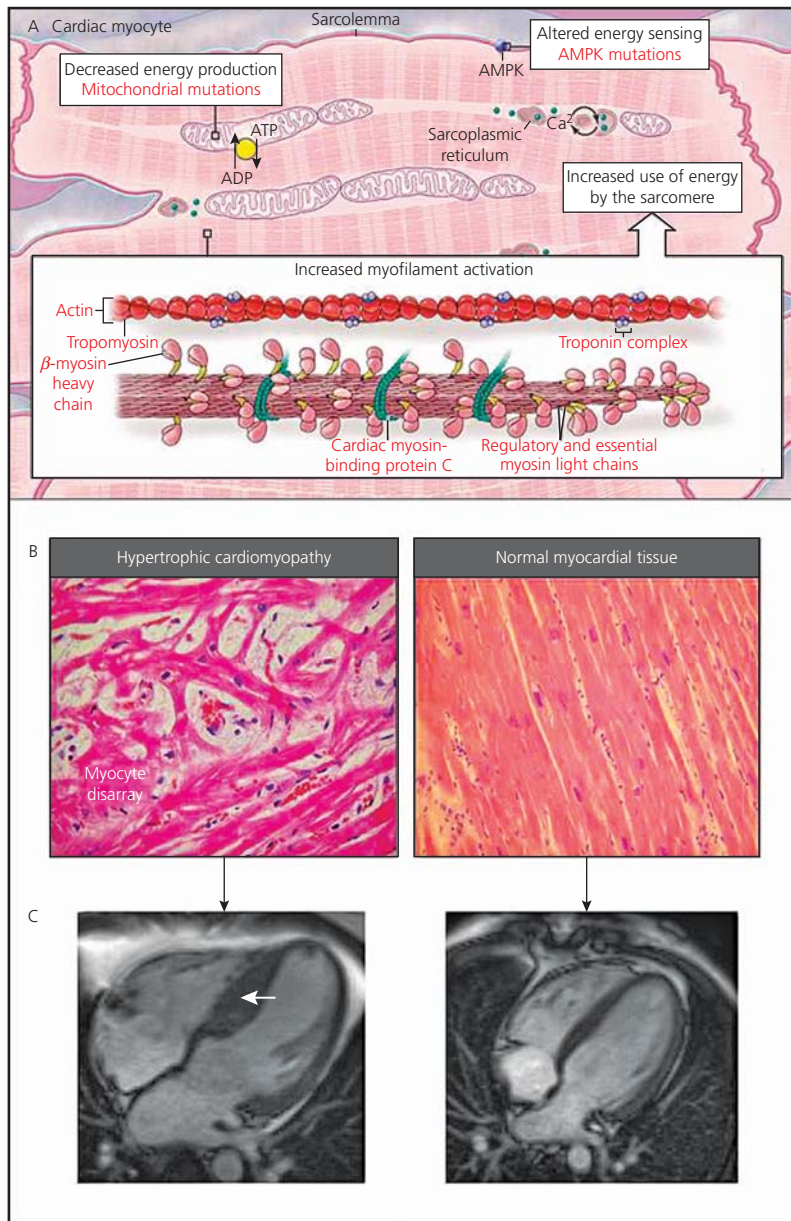 A Cardiac myocyte
Sarcolemma
Altered energy sensing
AMPK mutations
AMPK
Decreased energy production
Mitochondrial mutations
ATP
ADP
Sarcoplasmic
reticulum
Ca2
Increased use of energy
by the sarcomere
Increased myofilament activation
Actin
Tropomyosin
Troponin complex
β-myosin
heavy
chain
Cardiac myosin-
binding protein C
Regulatory and essential
myosin light chains
B
Hypertrophic cardiomyopathy
Normal myocardial tissue
Myocyte
disarray
C